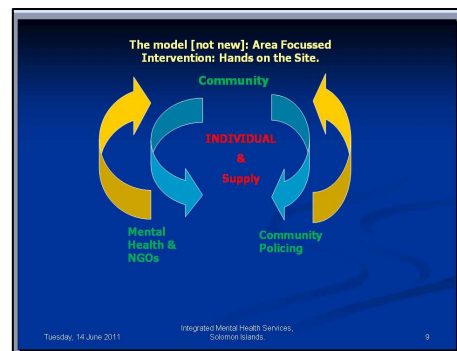 The model [not new]: Area Focussed
Intervention: Hands on the Site.
Community
INDIVIDUAL
&
Supply
Mental
Health &
NGOs
Community
Policing
Tuesday, 14 June 2011
Integrated Mental Health Services,
Solomon Islands.
9